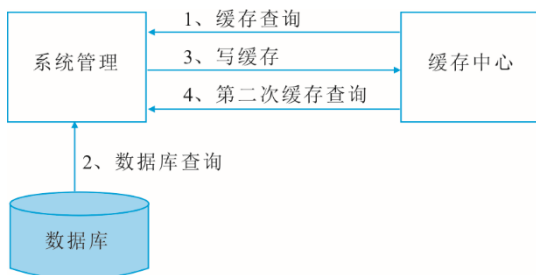 1、缓存查询
系统管理
3、写缓存
缓存中心
4、第二次缓存查询
2、数据库查询
数据库